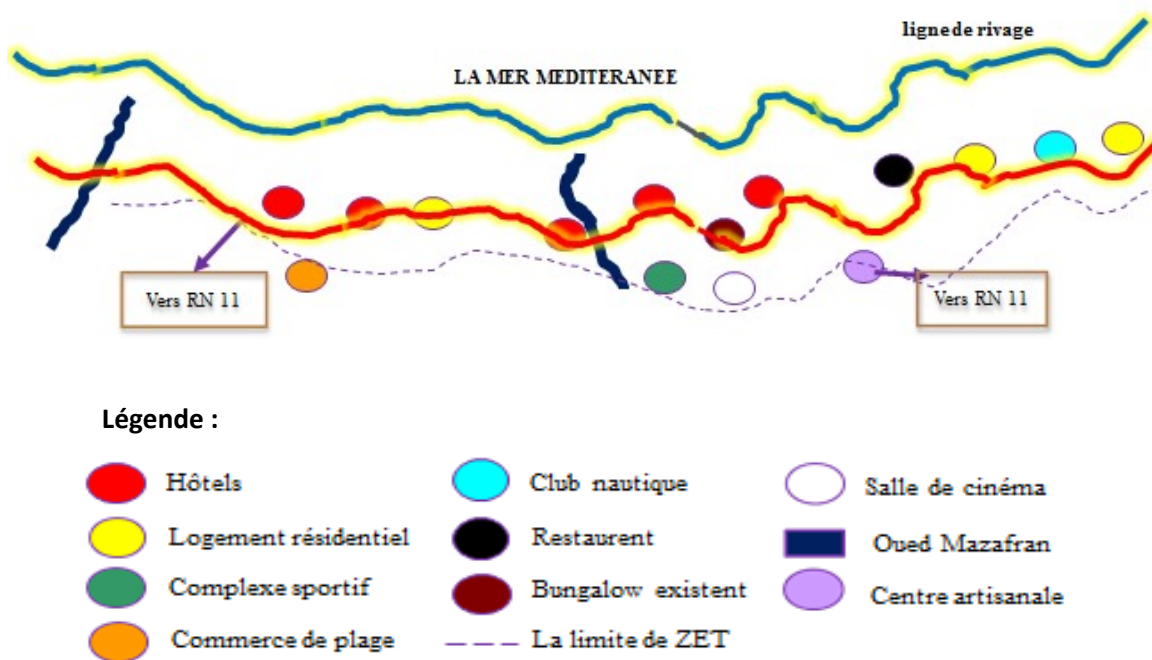 ligne de rivage
LA MER MEDITERANEE
Vers RN 11
Vers RN 11
Légende :
Hôtels
Club nautique
Salle de cinéma
Logement résidentiel
Restaurent
Oued Mazafran
Complexe sportif
Bungalow existent
Centre artisanale
Commerce de plage
La limite de ZET